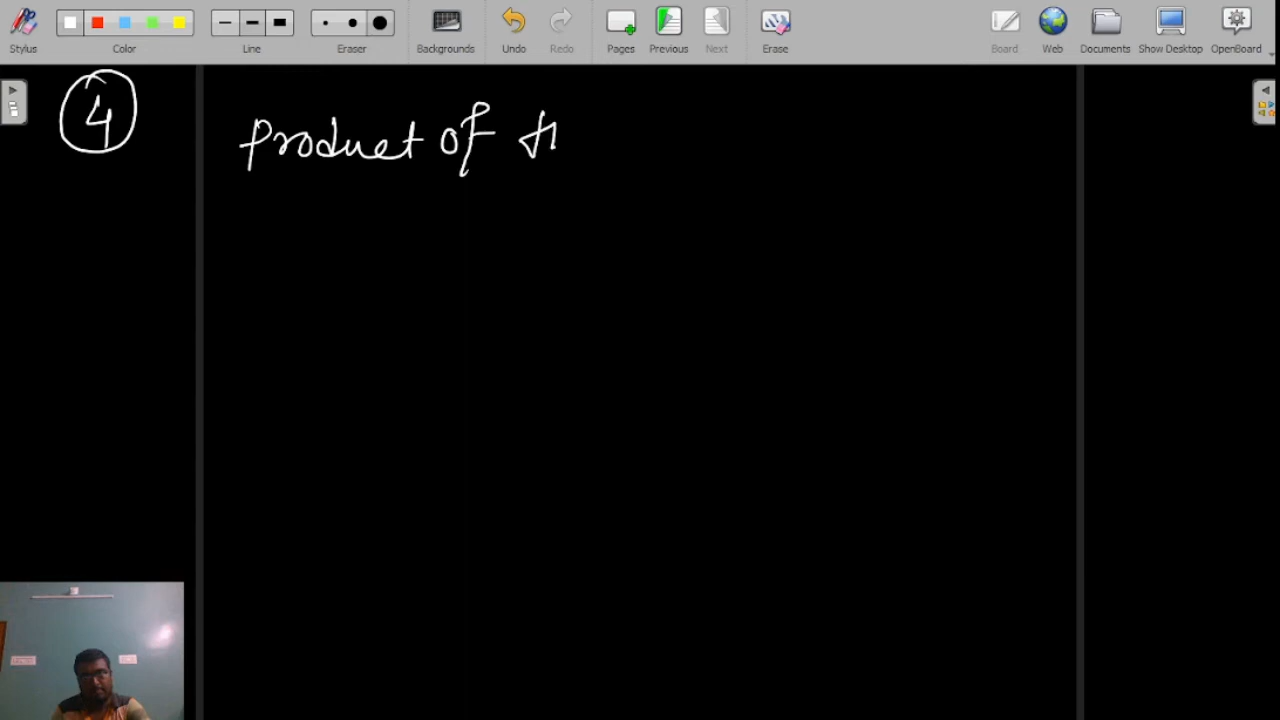 Stylus Color Line Eraser Backgrounds Undo Redo Pages Previous Next Erase Board Web Documents Show Desktop OpenBoard
4
product of